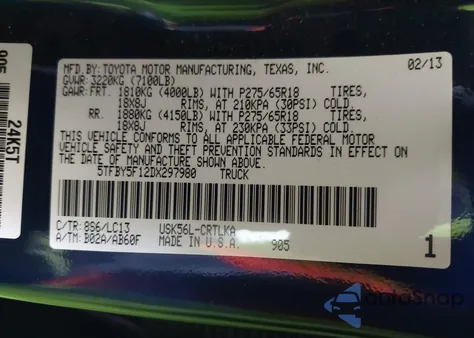 MFD.BY: TOYOTA MOTOR MANUFACTURING, TEXAS, INC. 02/13
GVWR: 3220KG (7100LB)
GAWR: FRT. 1810KG (4000LB) WITH P275/65R18 TIRES,
18X8J RIMS, AT 210KPA (30PSI) COLD.
RR. 1880KG (4150LB) WITH P275/65R18 TIRES,
18X8J RIMS, AT 230KPA (33PSI) COLD.
THIS VEHICLE CONFORMS TO ALL APPLICABLE FEDERAL MOTOR
VEHICLE SAFETY AND THEFT PREVENTION STANDARDS IN EFFECT ON
THE DATE OF MANUFACTURE SHOWN ABOVE.
5TFBY5F12DX297980 TRUCK
C/TR: 8S6/LC13 USK56L-CRTLKA
A/TM: B02A/AB60F MADE IN U.S.A. 905 1
905
24K5T
autoSnap